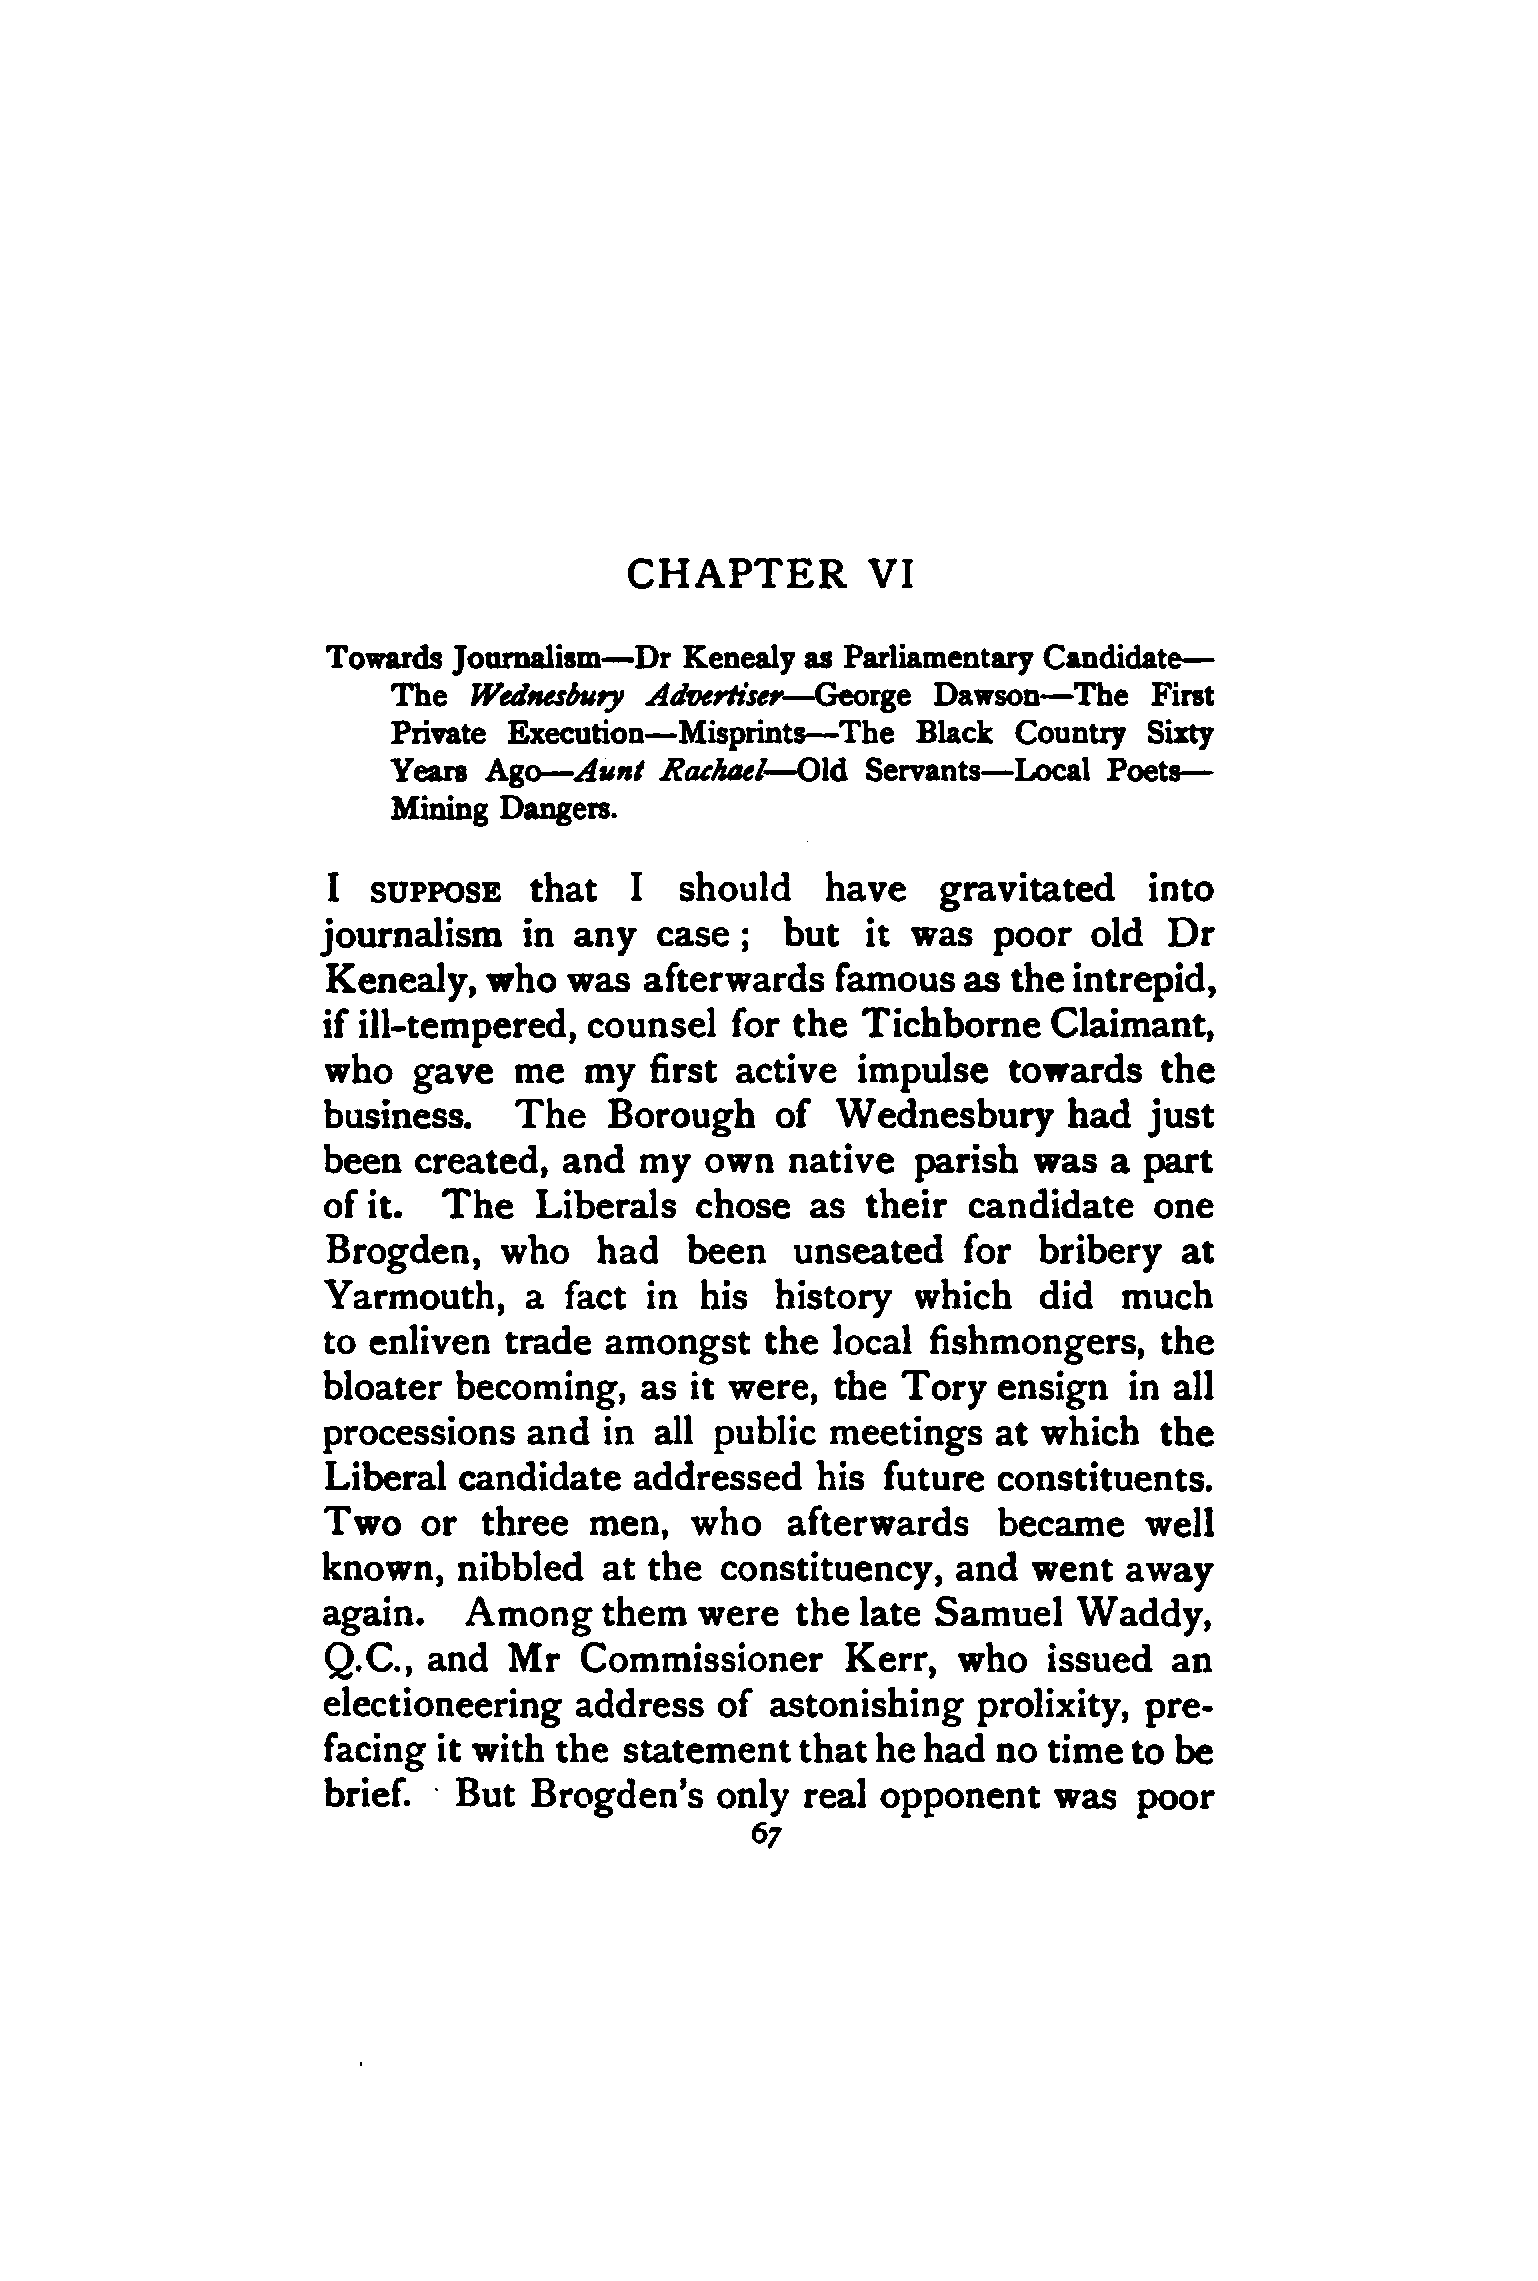 CHAPTER VI
Towards Journalism—Dr Kenealy as Parliamentary Candidate—
The Wednesbury Advertiser—George Dawson—The First
Private Execution—Misprints—The Black Country Sixty
Years Ago—Aunt Rachael—Old Servants—Local Poets—
Mining Dangers.
I SUPPOSE that I should have gravitated into
journalism in any case; but it was poor old Dr
Kenealy, who was afterwards famous as the intrepid,
if ill-tempered, counsel for the Tichborne Claimant,
who gave me my first active impulse towards the
business. The Borough of Wednesbury had just
been created, and my own native parish was a part
of it. The Liberals chose as their candidate one
Brogden, who had been unseated for bribery at
Yarmouth, a fact in his history which did much
to enliven trade amongst the local fishmongers, the
bloater becoming, as it were, the Tory ensign in all
processions and in all public meetings at which the
Liberal candidate addressed his future constituents.
Two or three men, who afterwards became well
known, nibbled at the constituency, and went away
again. Among them were the late Samuel Waddy,
Q.C., and Mr Commissioner Kerr, who issued an
electioneering address of astonishing prolixity, pre-
facing it with the statement that he had no time to be
brief. But Brogden's only real opponent was poor
67